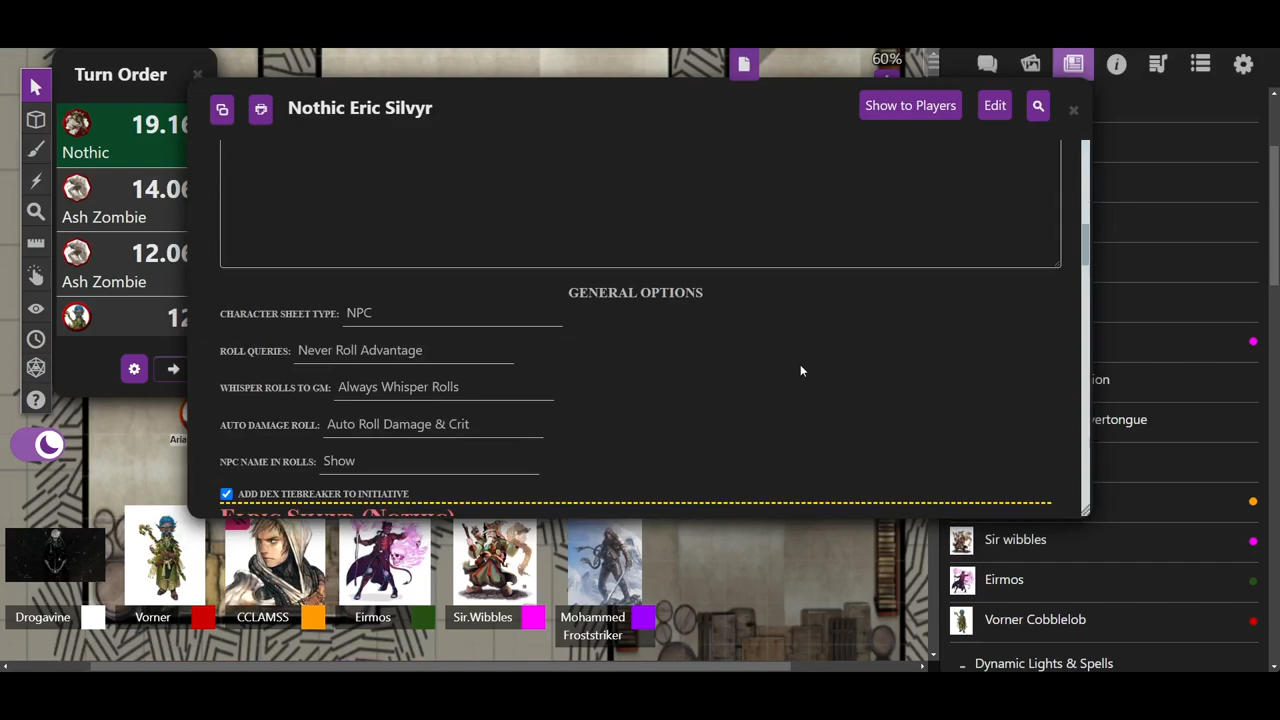 Turn Order
60%
19.16
Nothic
14.06
Ash Zombie
12.06
Ash Zombie
12
Nothic Eric Silvyr
Show to Players
Edit
GENERAL OPTIONS
CHARACTER SHEET TYPE: NPC
ROLL QUERIES: Never Roll Advantage
WHISPER ROLLS TO GM: Always Whisper Rolls
AUTO DAMAGE ROLL: Auto Roll Damage & Crit
NPC NAME IN ROLLS: Show
ADD DEX TIEBREAKER TO INITIATIVE
Aria
ion
vertongue
Sir wibbles
Eirmos
Vorner Cobblelob
Dynamic Lights & Spells
Drogavine
Vorner
CCLAMSS
Eirmos
Sir.Wibbles
Mohammed
Froststriker